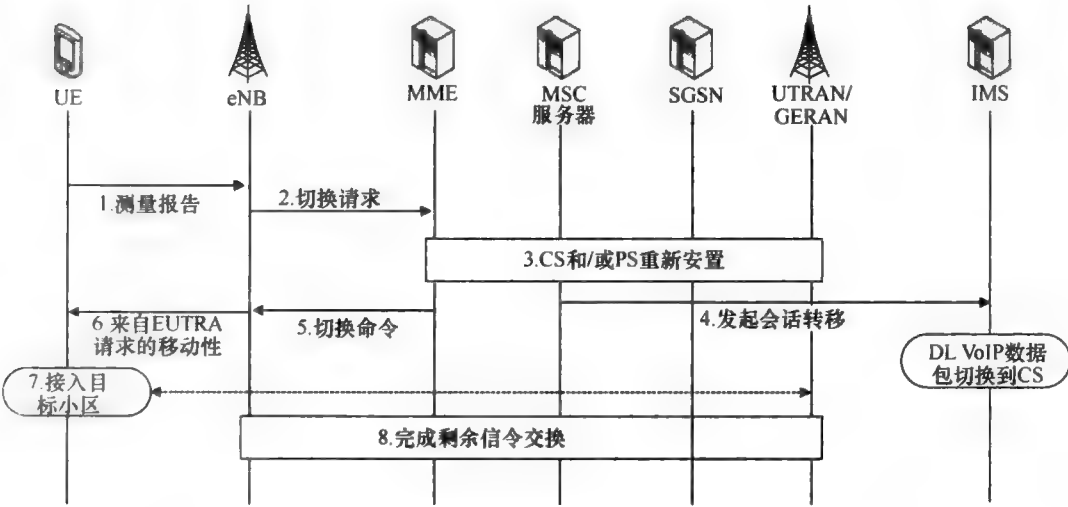 UE
eNB
MME
MSC
服务器
SGSN
UTRAN/
GERAN
IMS
1.测量报告
2.切换请求
3.CS和/或PS重新安置
4.发起会话转移
5.切换命令
6 来自EUTRA
请求的移动性
DL VoIP数据
包切换到CS
7.接入目
标小区
8.完成剩余信令交换